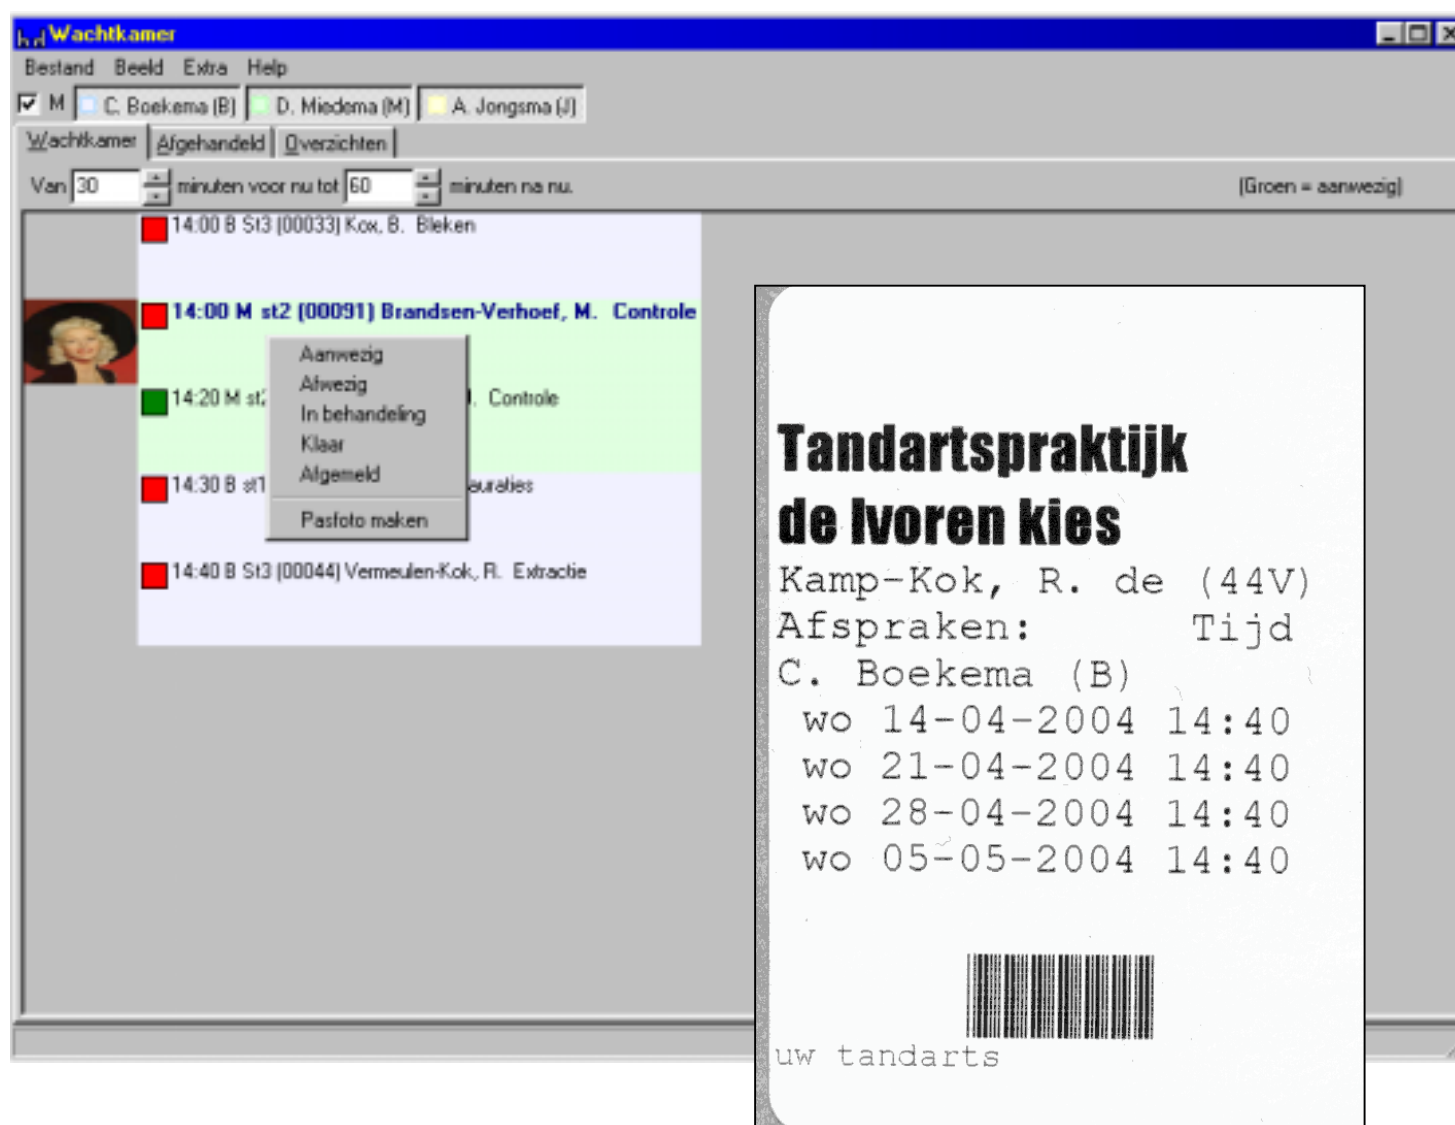 Wachtkamer
Bestand Beeld Extra Help
M C. Boekema (B) D. Miedema (M) A. Jongsma (J)
Wachtkamer Afgehandeld Overzichten
Van 30 minuten voor nu tot 60 minuten na nu. (Groen = aanwezig)
14:00 B St3 (00033) Kox, B. Bleken
14:00 M st2 (00091) Brandsen-Verhoef, M. Controle
Aanwezig
Afwezig
14:20 M st2 Controle
In behandeling
Klaar
Afgemeld
14:30 B st1 auraties
Pasfoto maken
14:40 B St3 (00044) Vermeulen-Kok, R. Extractie
Tandartspraktijk
de Ivoren kies
Kamp-Kok, R. de (44V)
Afspraken: Tijd
C. Boekema (B)
wo 14-04-2004 14:40
wo 21-04-2004 14:40
wo 28-04-2004 14:40
wo 05-05-2004 14:40
uw tandarts